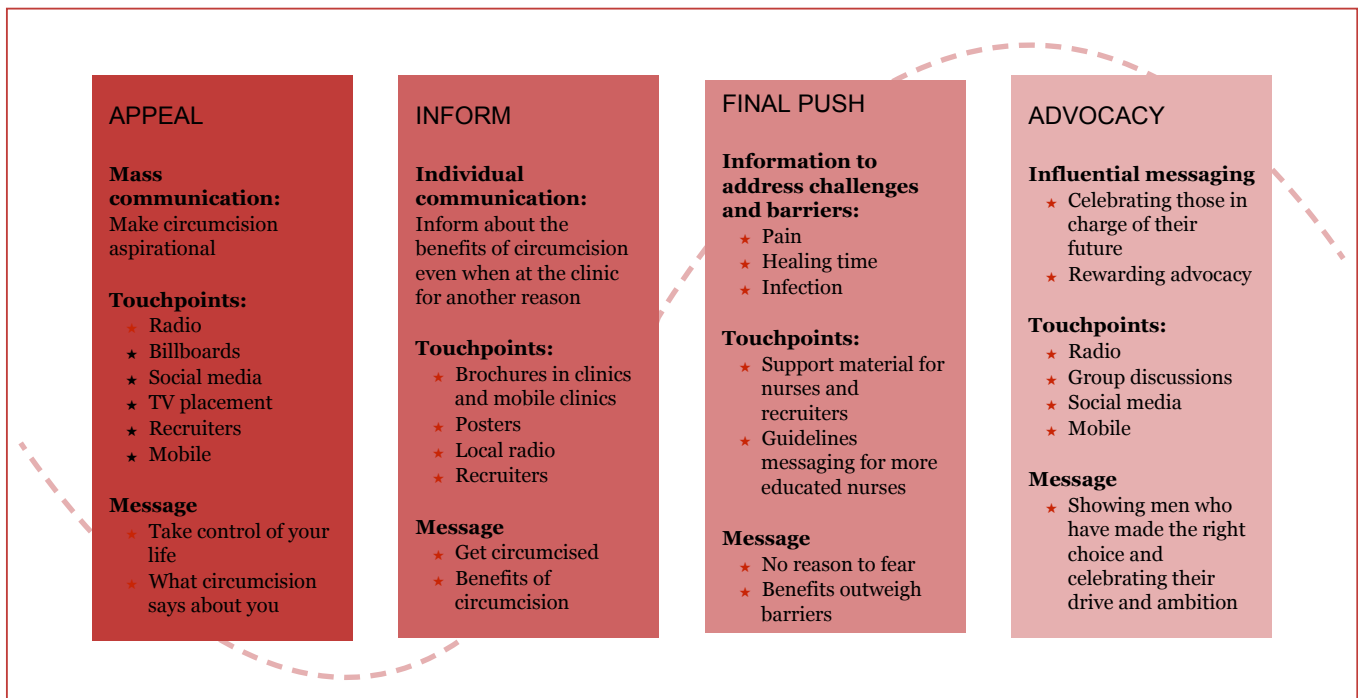 APPEAL
Mass
communication:
Make circumcision
aspirational
Touchpoints:
★ Radio
★ Billboards
★ Social media
★ TV placement
★ Recruiters
★ Mobile
Message
★ Take control of your
life
★ What circumcision
says about you
INFORM
Individual
communication:
Inform about the
benefits of circumcision
even when at the clinic
for another reason
Touchpoints:
★ Brochures in clinics
and mobile clinics
★ Posters
★ Local radio
★ Recruiters
Message
★ Get circumcised
★ Benefits of
circumcision
FINAL PUSH
Information to
address challenges
and barriers:
★ Pain
★ Healing time
★ Infection
Touchpoints:
★ Support material for
nurses and
recruiters
★ Guidelines
messaging for more
educated nurses
Message
★ No reason to fear
★ Benefits outweigh
barriers
ADVOCACY
Influential messaging
★ Celebrating those in
charge of their
future
★ Rewarding advocacy
Touchpoints:
★ Radio
★ Group discussions
★ Social media
★ Mobile
Message
★ Showing men who
have made the right
choice and
celebrating their
drive and ambition